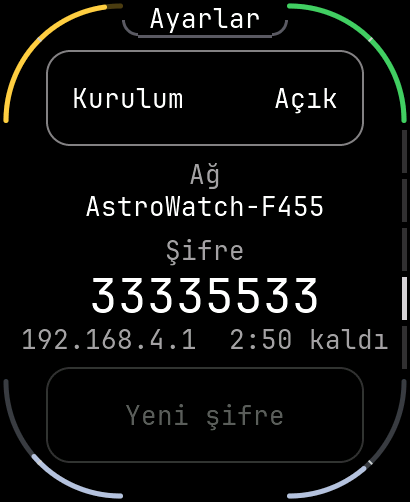 Ayarlar
Kurulum Açık
Ağ
AstroWatch-F455
Şifre
33335533
192.168.4.1 2:50 kaldı
Yeni şifre